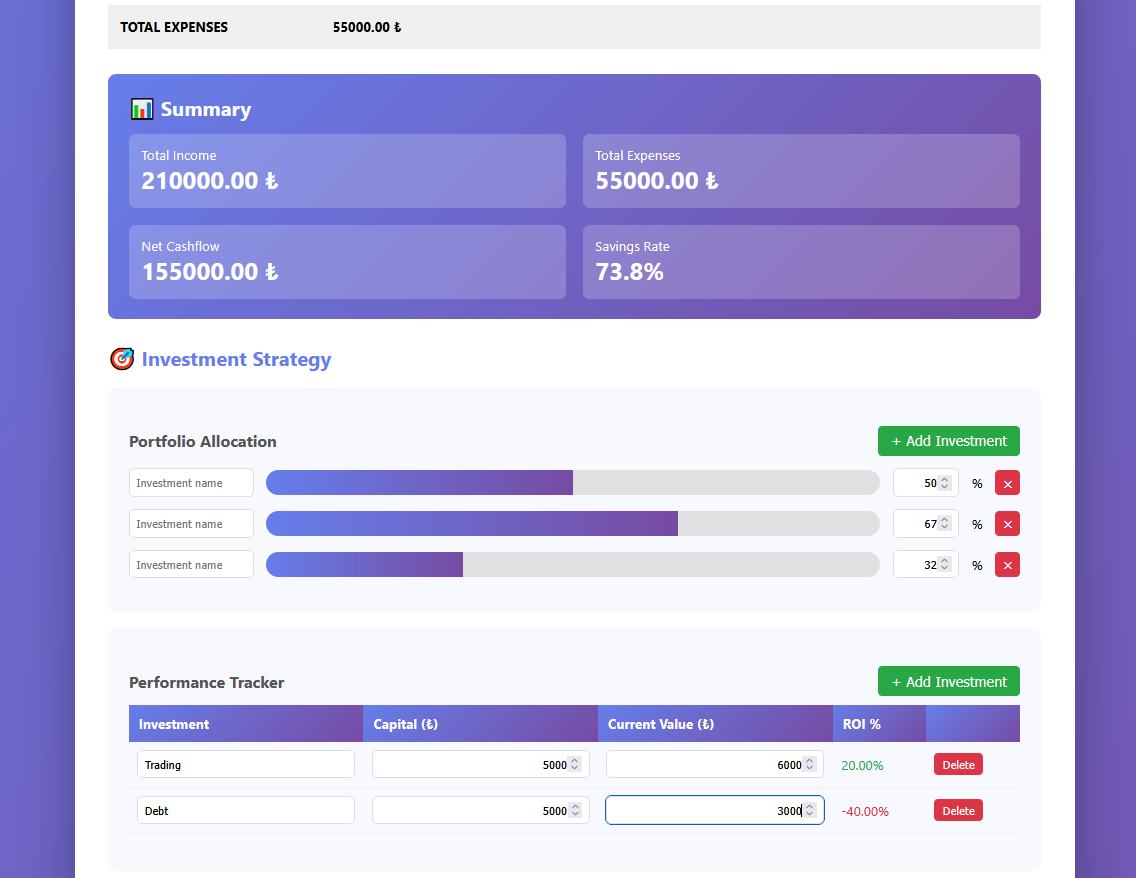 TOTAL EXPENSES 55000.00 ₺
Summary
Total Income
210000.00 ₺
Total Expenses
55000.00 ₺
Net Cashflow
155000.00 ₺
Savings Rate
73.8%
Investment Strategy
Portfolio Allocation + Add Investment
Investment name 50 % ×
Investment name 67 % ×
Investment name 32 % ×
Performance Tracker + Add Investment
Investment Capital (₺) Current Value (₺) ROI %
Trading 5000 6000 20.00% Delete
Debt 5000 3000 -40.00% Delete